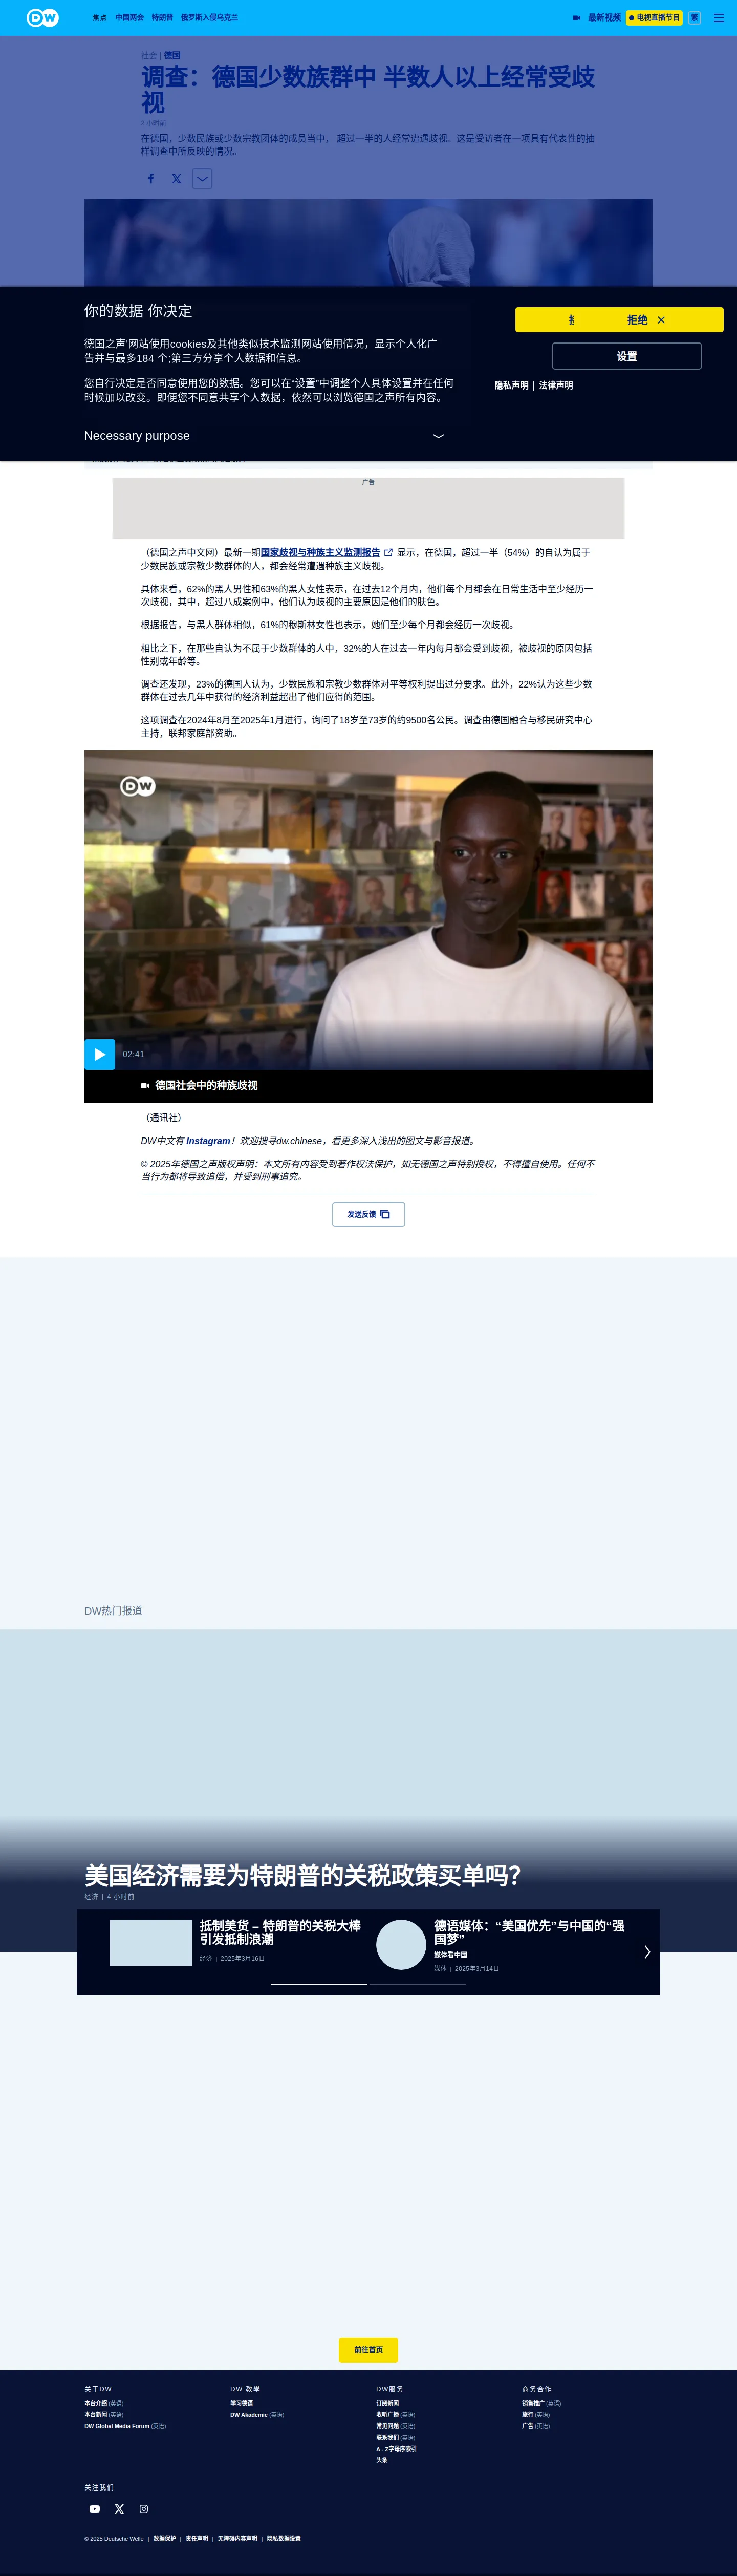 DW
焦点 中国两会 特朗普 俄罗斯入侵乌克兰
最新视频 电视直播节目 繁
社会 | 德国
调查：德国少数族群中 半数人以上经常受歧
视
2 小时前
在德国，少数民族或少数宗教团体的成员当中， 超过一半的人经常遭遇歧视。这是受访者在一项具有代表性的抽
样调查中所反映的情况。
你的数据 你决定
拒绝
德国之声'网站使用cookies及其他类似技术监测网站使用情况，显示个人化广
告并与最多184 个;第三方分享个人数据和信息。
设置
您自行决定是否同意使用您的数据。您可以在“设置”中调整个人具体设置并在任何
时候加以改变。即便您不同意共享个人数据，依然可以浏览德国之声所有内容。
隐私声明 | 法律声明
Necessary purpose
广告
（德国之声中文网）最新一期国家歧视与种族主义监测报告 显示，在德国，超过一半（54%）的自认为属于
少数民族或宗教少数群体的人，都会经常遭遇种族主义歧视。
具体来看，62%的黑人男性和63%的黑人女性表示，在过去12个月内，他们每个月都会在日常生活中至少经历一
次歧视，其中，超过八成案例中，他们认为歧视的主要原因是他们的肤色。
根据报告，与黑人群体相似，61%的穆斯林女性也表示，她们至少每个月都会经历一次歧视。
相比之下，在那些自认为不属于少数群体的人中，32%的人在过去一年内每月都会受到歧视，被歧视的原因包括
性别或年龄等。
调查还发现，23%的德国人认为，少数民族和宗教少数群体对平等权利提出过分要求。此外，22%认为这些少数
群体在过去几年中获得的经济利益超出了他们应得的范围。
这项调查在2024年8月至2025年1月进行，询问了18岁至73岁的约9500名公民。调查由德国融合与移民研究中心
主持，联邦家庭部资助。
DW
02:41
德国社会中的种族歧视
（通讯社）
DW中文有 Instagram！欢迎搜寻dw.chinese，看更多深入浅出的图文与影音报道。
© 2025年德国之声版权声明：本文所有内容受到著作权法保护，如无德国之声特别授权，不得擅自使用。任何不
当行为都将导致追偿，并受到刑事追究。
发送反馈
DW热门报道
美国经济需要为特朗普的关税政策买单吗？
经济 | 4 小时前
抵制美货 – 特朗普的关税大棒
引发抵制浪潮
经济 | 2025年3月16日
德语媒体：“美国优先”与中国的“强
国梦”
媒体看中国
媒体 | 2025年3月14日
前往首页
关于DW
本台介绍 (英语)
本台新闻 (英语)
DW Global Media Forum (英语)
DW 教學
学习德语
DW Akademie (英语)
DW服务
订阅新闻
收听广播 (英语)
常见问题 (英语)
联系我们 (英语)
A - Z字母序索引
头条
商务合作
销售推广 (英语)
旅行 (英语)
广告 (英语)
关注我们
© 2025 Deutsche Welle | 数据保护 | 责任声明 | 无障碍内容声明 | 隐私数据设置